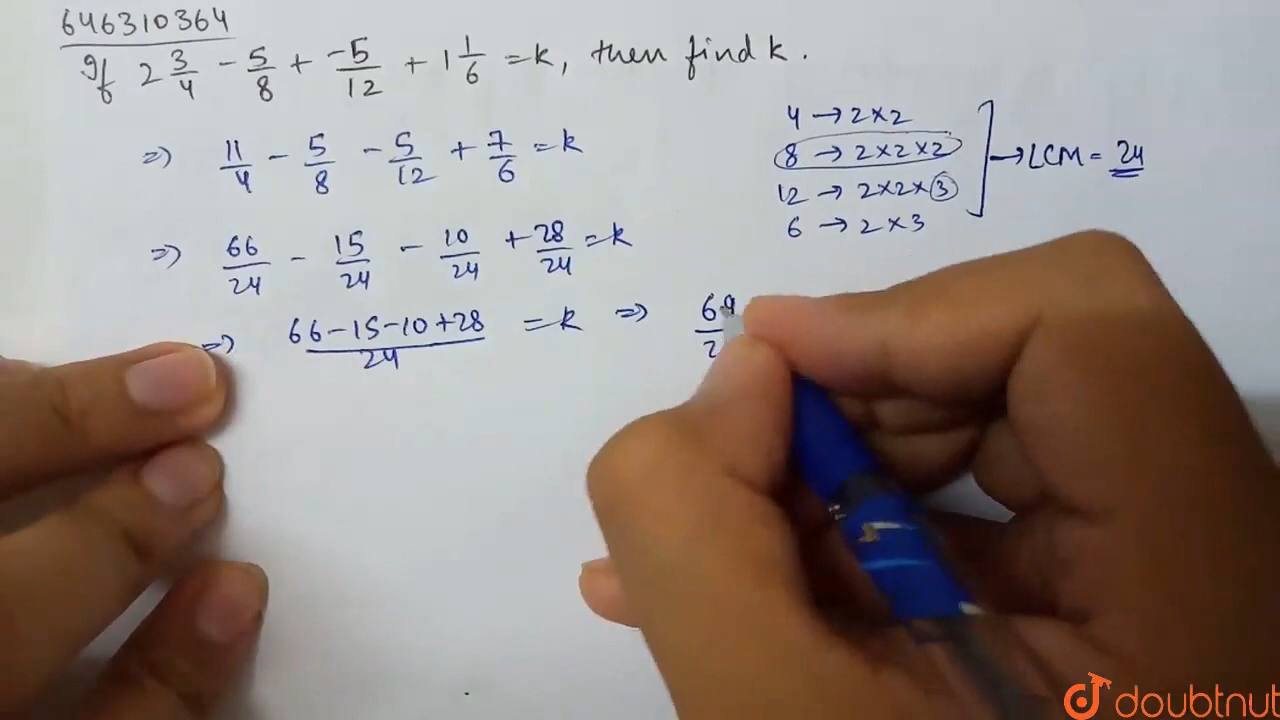 646310364
If 2 3/4 - 5/8 + -5/12 + 1 1/6 = k, then find k.
=> 11/4 - 5/8 - 5/12 + 7/6 = k
=> 66/24 - 15/24 - 10/24 + 28/24 = k
=> 66-15-10+28/24 = k => 69/2
4 → 2×2
8 → 2×2×2
12 → 2×2×3
6 → 2×3
→ LCM = 24
doubtnut